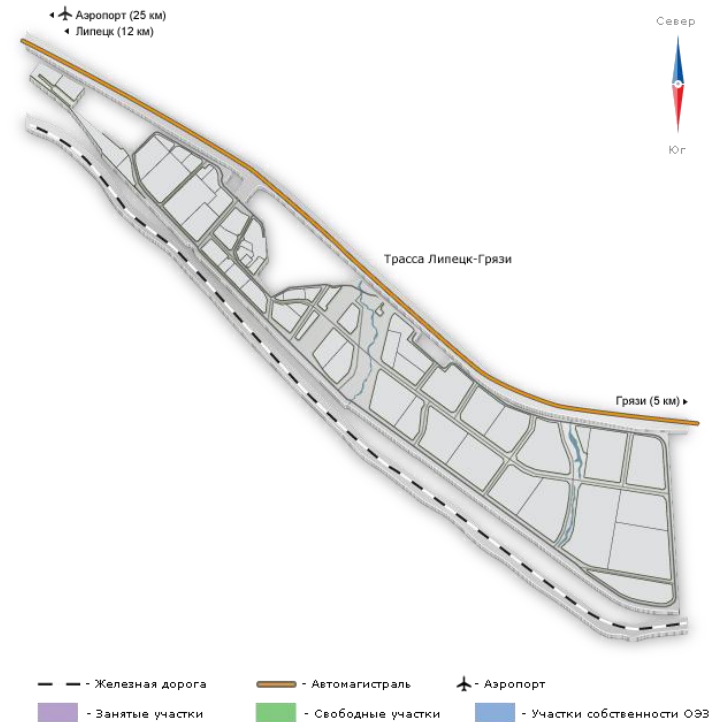 Аэропорт (25 км)
Липецк (12 км)
Север
Юг
Трасса Липецк-Грязи
Грязи (5 км)
- Железная дорога
- Автомагистраль
- Аэропорт
- Занятые участки
- Свободные участки
- Участки собственности ОЭЗ